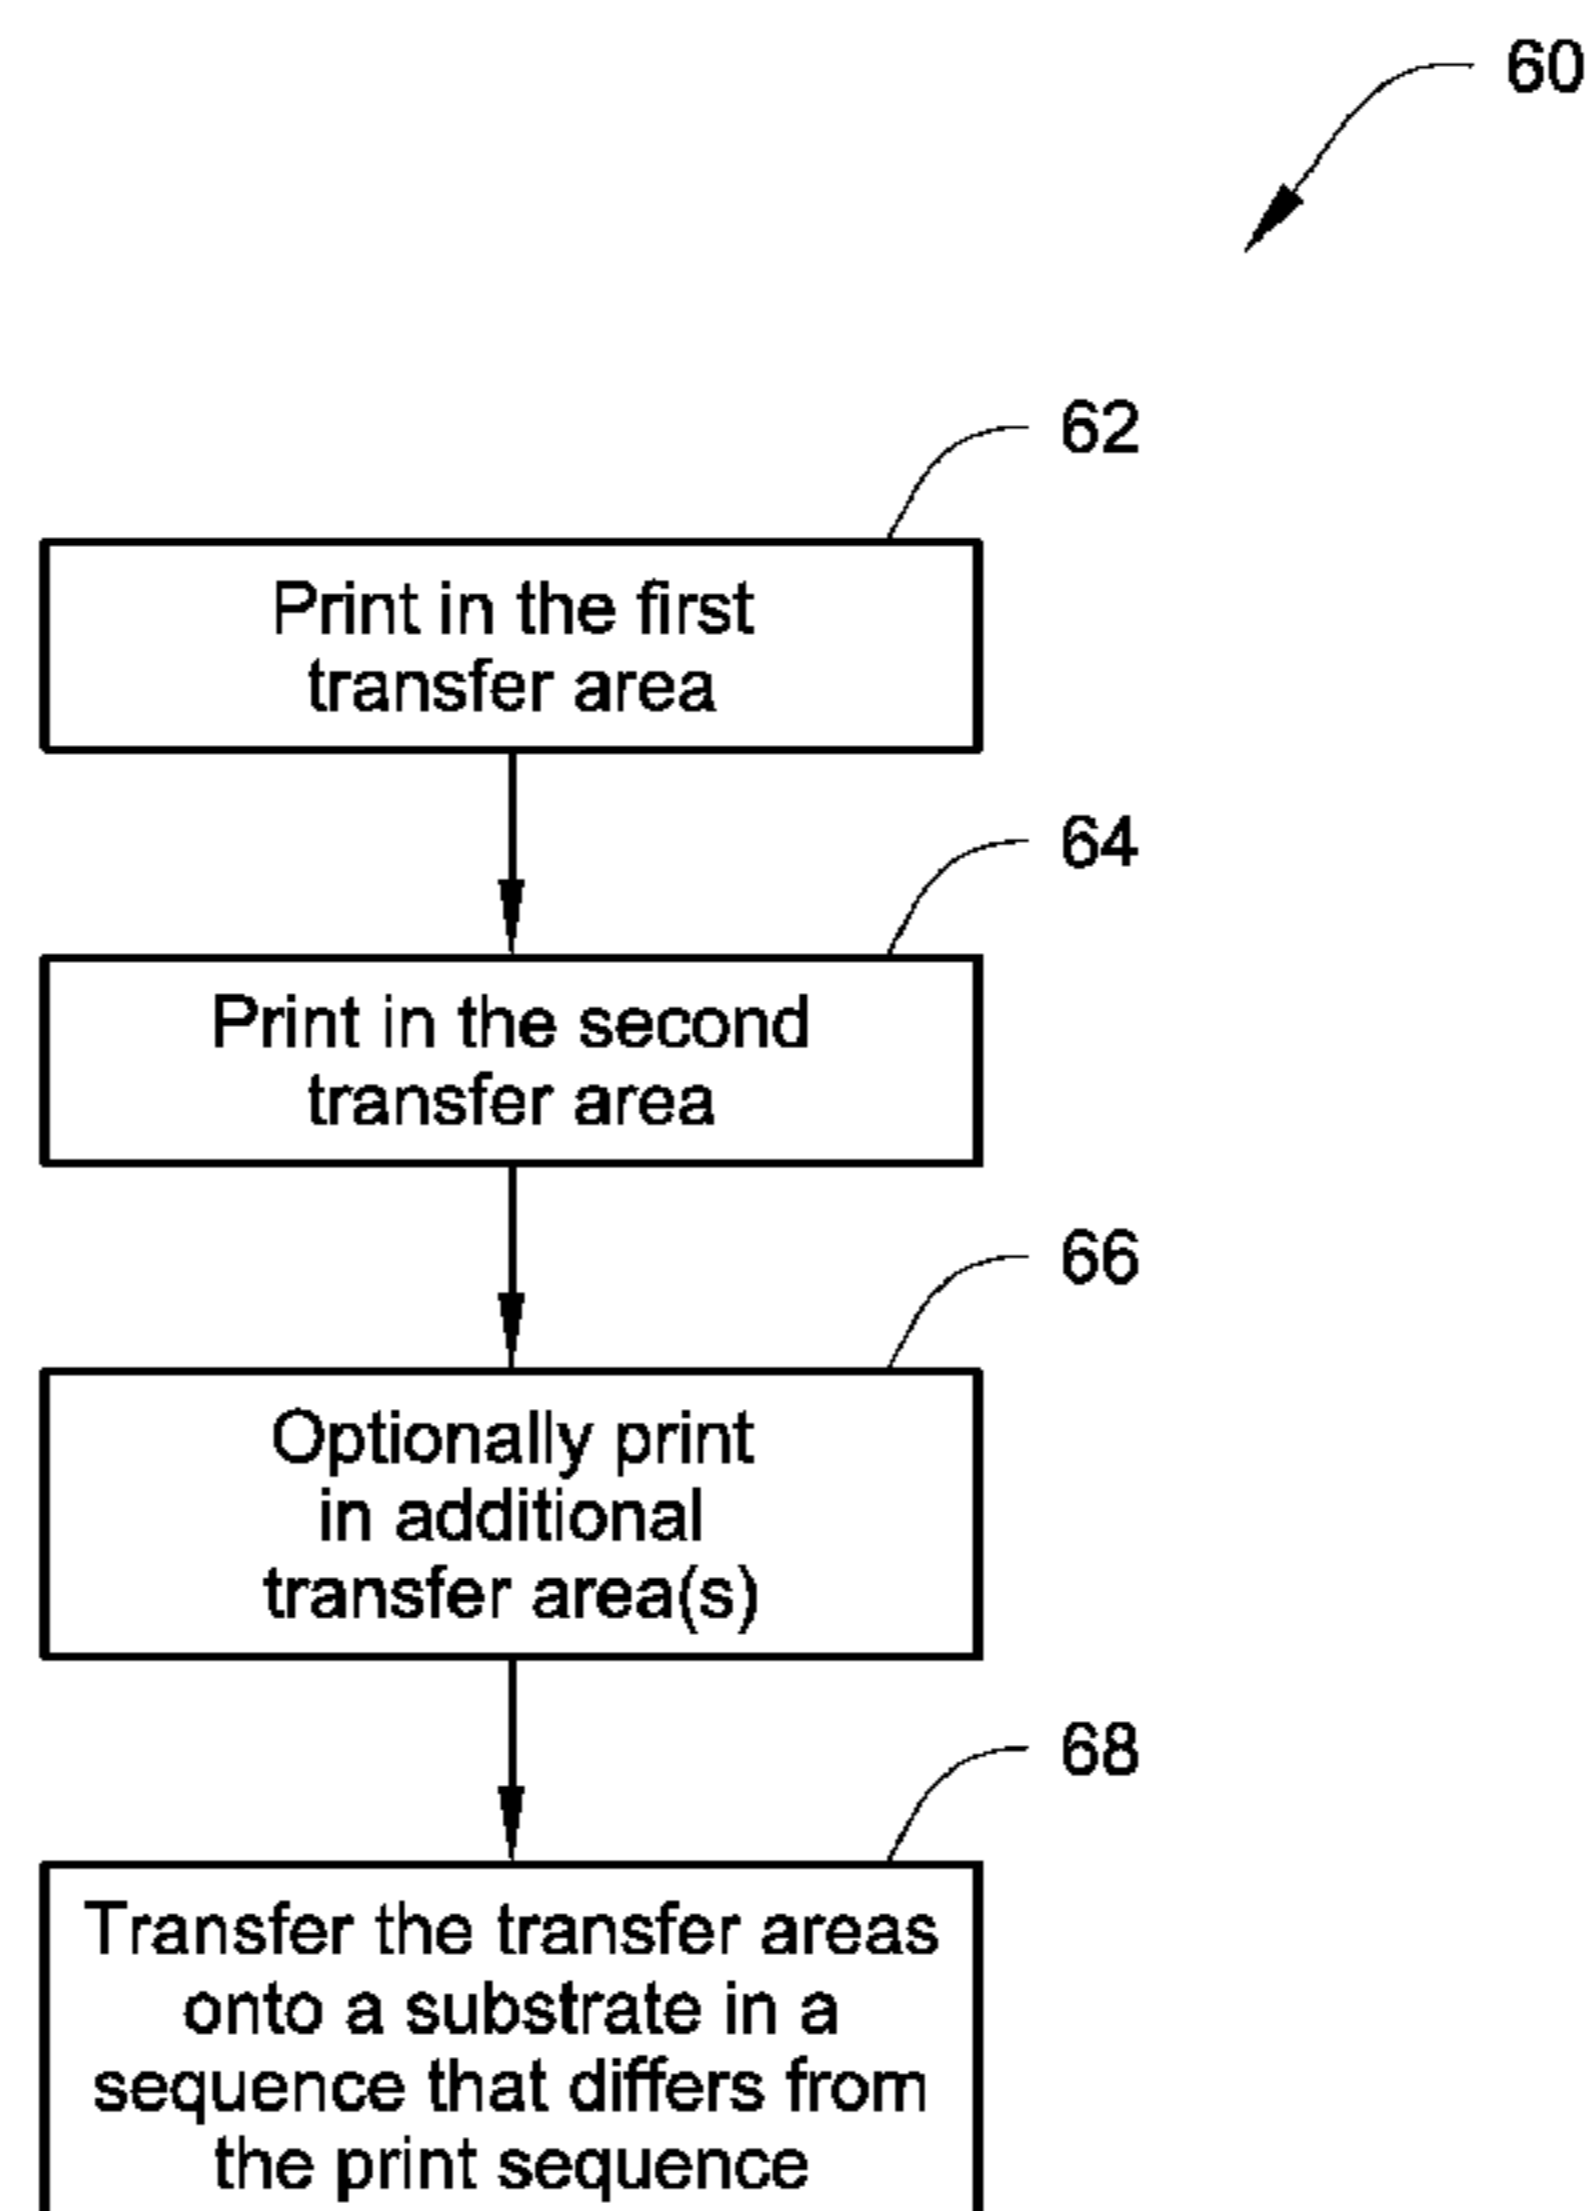 60
62
Print in the first
transfer area
64
Print in the second
transfer area
66
Optionally print
in additional
transfer area(s)
68
Transfer the transfer areas
onto a substrate in a
sequence that differs from
the print sequence